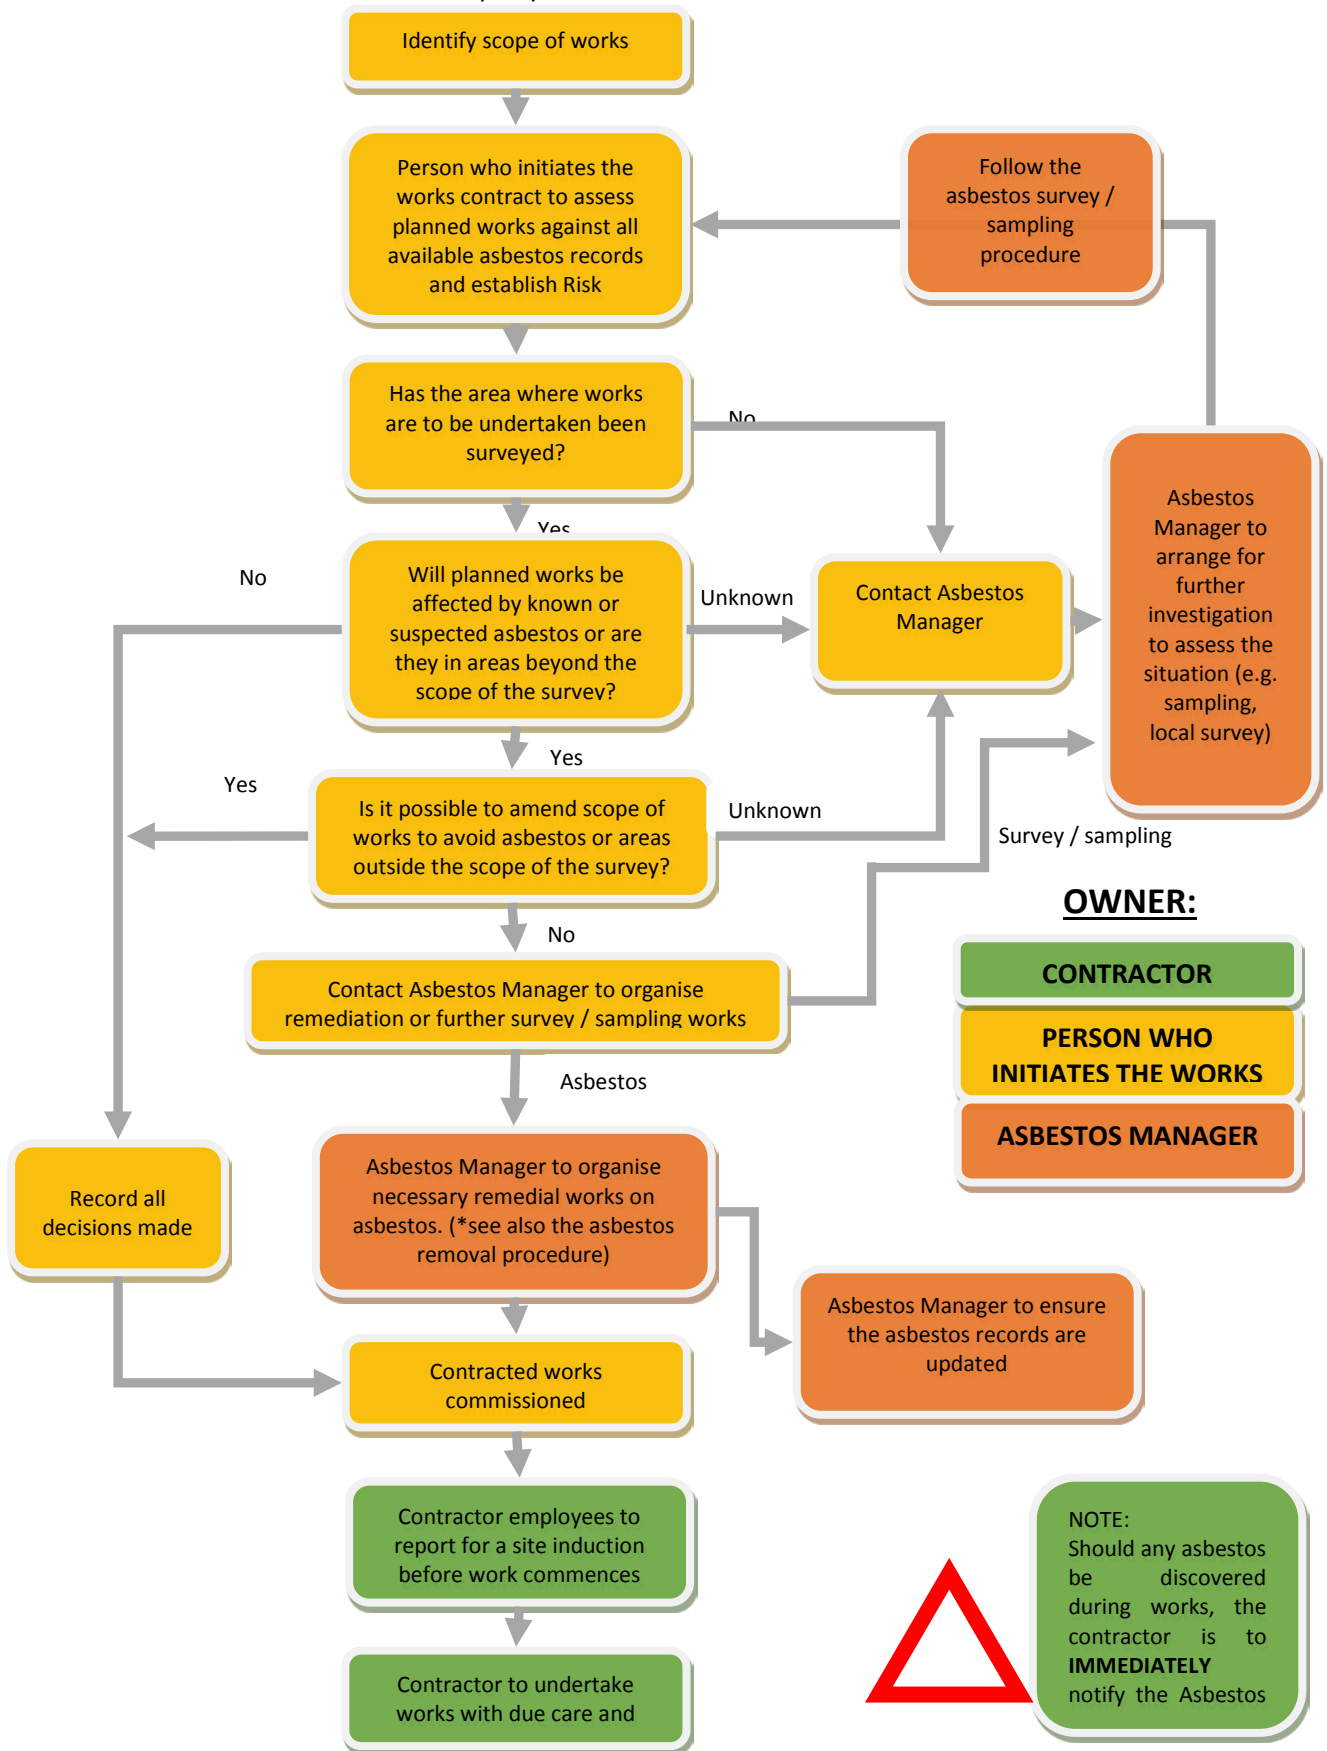 Identify scope of works
Person who initiates the
works contract to assess
planned works against all
available asbestos records
and establish Risk
Follow the
asbestos survey /
sampling
procedure
Has the area where works
are to be undertaken been
surveyed?
No
Yes
Asbestos
Manager to
arrange for
further
investigation
to assess the
situation (e.g.
sampling,
local survey)
No
Will planned works be
affected by known or
suspected asbestos or are
they in areas beyond the
scope of the survey?
Unknown
Contact Asbestos
Manager
Yes
Yes
Is it possible to amend scope of
works to avoid asbestos or areas
outside the scope of the survey?
Unknown
Survey / sampling
No
Contact Asbestos Manager to organise
remediation or further survey / sampling works
Asbestos
OWNER:
CONTRACTOR
PERSON WHO
INITIATES THE WORKS
ASBESTOS MANAGER
Record all
decisions made
Asbestos Manager to organise
necessary remedial works on
asbestos. (*see also the asbestos
removal procedure)
Asbestos Manager to ensure
the asbestos records are
updated
Contracted works
commissioned
Contractor employees to
report for a site induction
before work commences
Contractor to undertake
works with due care and
NOTE:
Should any asbestos
be discovered
during works, the
contractor is to
IMMEDIATELY
notify the Asbestos